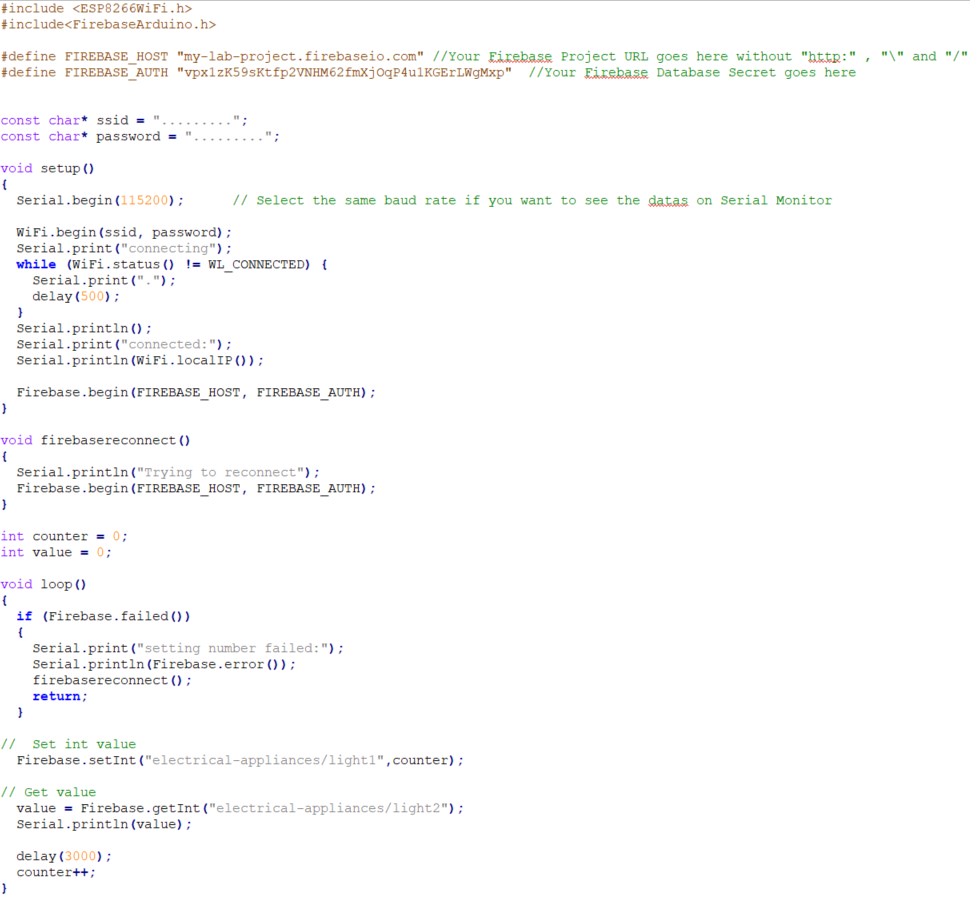 #include <ESP8266WiFi.h>
#include<FirebaseArduino.h>
#define FIREBASE_HOST "my-lab-project.firebaseio.com" //Your Firebase Project URL goes here without "http:" , "\" and "/"
#define FIREBASE_AUTH "vpx1zK59sKtfp2VNHM62fmXjOqP4ulKGErLWgMxp"  //Your Firebase Database Secret goes here
const char* ssid = ".........";
const char* password = ".........";
void setup()
{
  Serial.begin(115200);      // Select the same baud rate if you want to see the datas on Serial Monitor
  WiFi.begin(ssid, password);
  Serial.print("connecting");
  while (WiFi.status() != WL_CONNECTED) {
    Serial.print(".");
    delay(500);
  }
  Serial.println();
  Serial.print("connected:");
  Serial.println(WiFi.localIP());
  Firebase.begin(FIREBASE_HOST, FIREBASE_AUTH);
}
void firebasereconnect()
{
  Serial.println("Trying to reconnect");
  Firebase.begin(FIREBASE_HOST, FIREBASE_AUTH);
}
int counter = 0;
int value = 0;
void loop()
{
  if (Firebase.failed())
  {
    Serial.print("setting number failed:");
    Serial.println(Firebase.error());
    firebasereconnect();
    return;
  }
//  Set int value
  Firebase.setInt("electrical-appliances/light1",counter);
// Get value
  value = Firebase.getInt("electrical-appliances/light2");
  Serial.println(value);
  delay(3000);
  counter++;
}